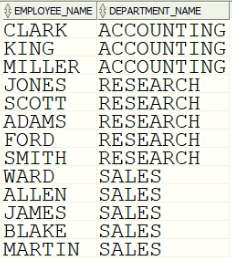 EMPLOYEE_NAME DEPARTMENT_NAME
CLARK ACCOUNTING
KING ACCOUNTING
MILLER ACCOUNTING
JONES RESEARCH
SCOTT RESEARCH
ADAMS RESEARCH
FORD RESEARCH
SMITH RESEARCH
WARD SALES
ALLEN SALES
JAMES SALES
BLAKE SALES
MARTIN SALES